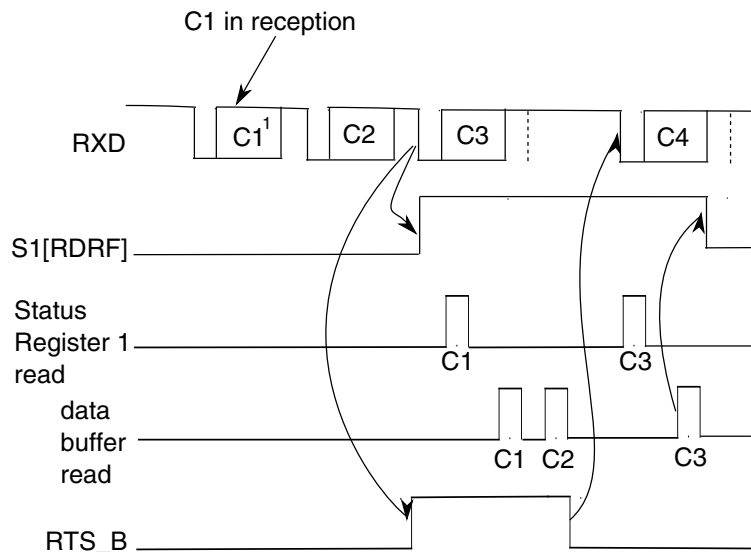 C1 in reception
RXD
C1¹
C2
C3
C4
S1[RDRF]
Status
Register 1
read
C1
C3
data
buffer
read
C1
C2
C3
RTS_B